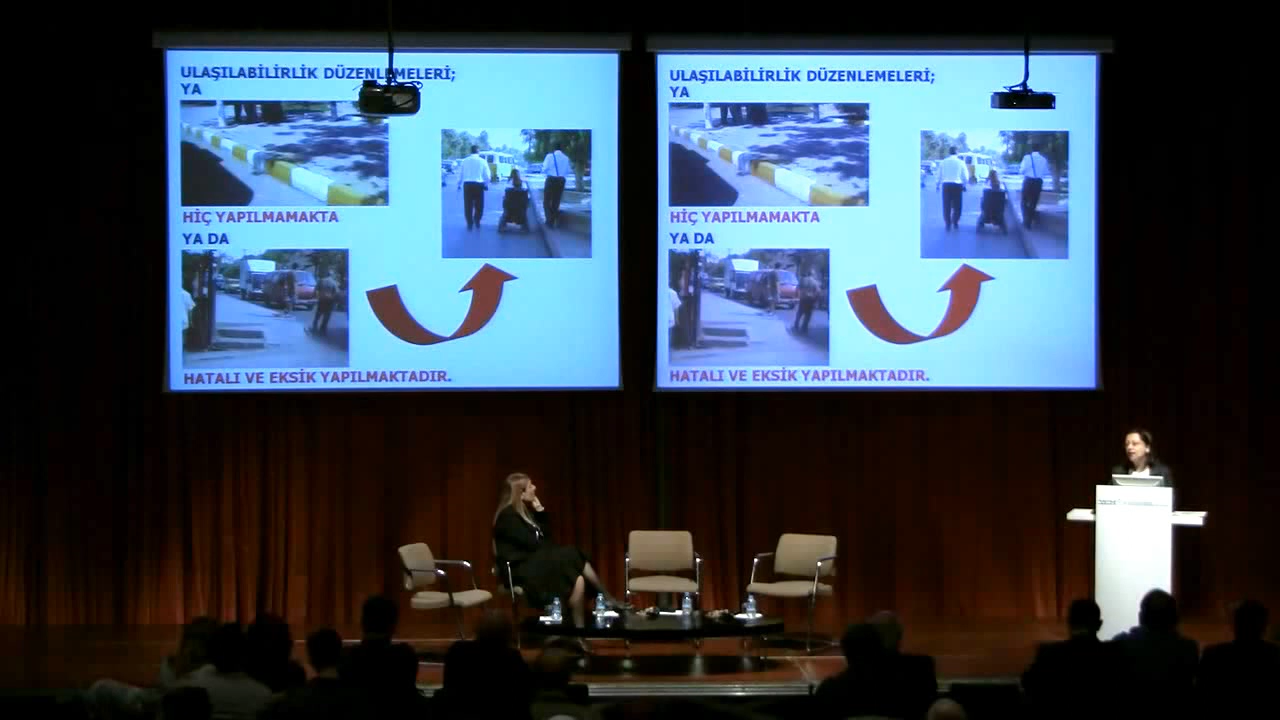 ULAŞILABİLİRLİK DÜZENLEMELERİ;
YA
HİÇ YAPILMAMAKTA
YA DA
HATALI VE EKSİK YAPILMAKTADIR.
ULAŞILABİLİRLİK DÜZENLEMELERİ;
YA
HİÇ YAPILMAMAKTA
YA DA
HATALI VE EKSİK YAPILMAKTADIR.